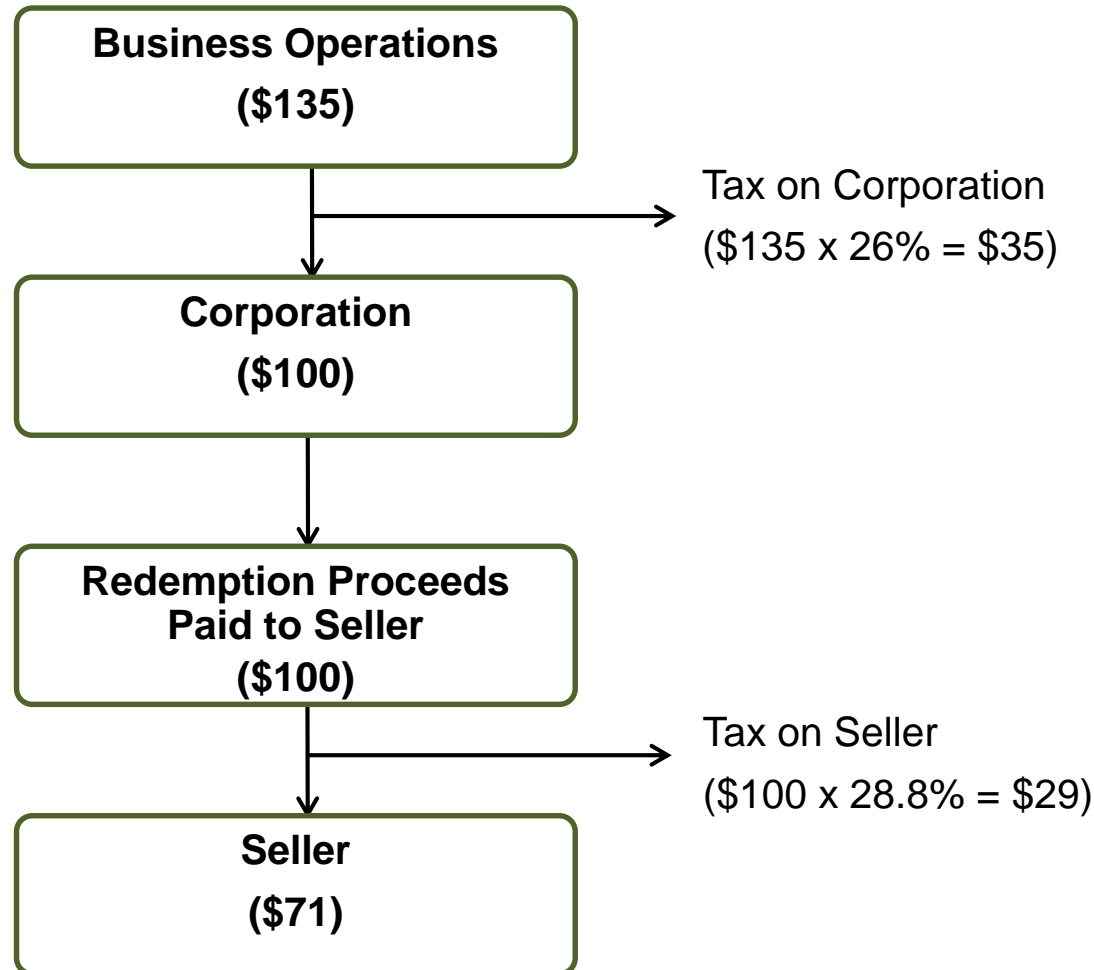 Business Operations
($135)
Tax on Corporation
($135 x 26% = $35)
Corporation
($100)
Redemption Proceeds
Paid to Seller
($100)
Tax on Seller
($100 x 28.8% = $29)
Seller
($71)